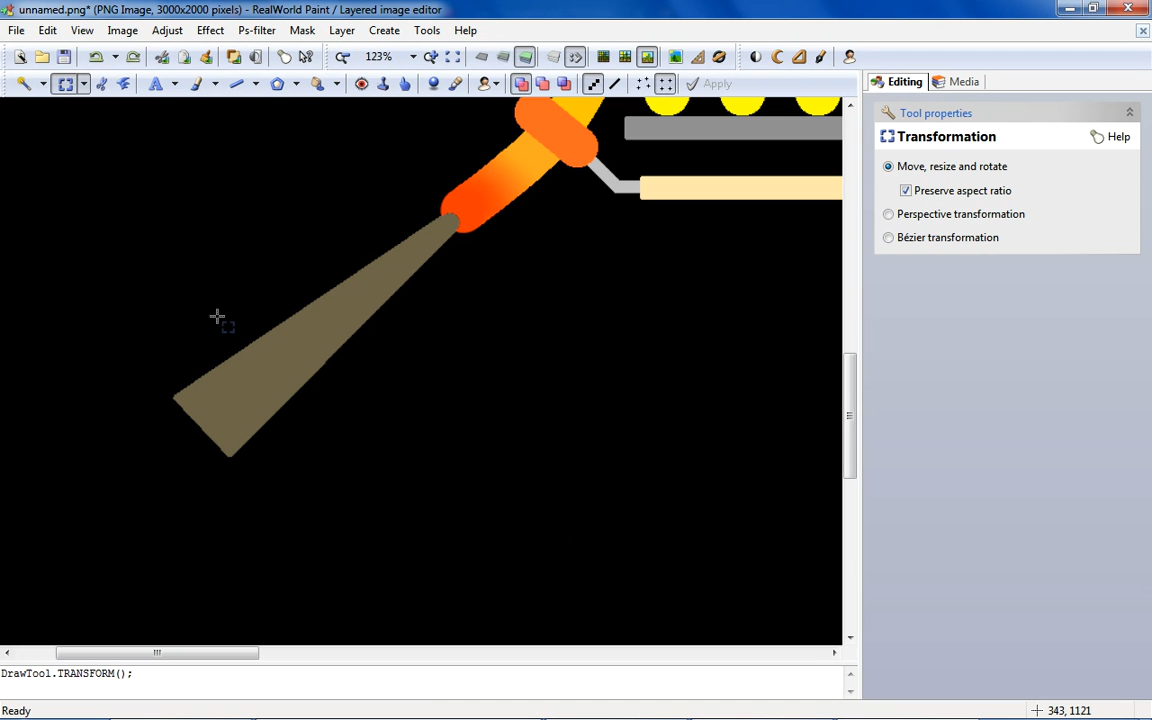 unnamed.png* (PNG Image, 3000x2000 pixels) - RealWorld Paint / Layered image editor
File Edit View Image Adjust Effect Ps-filter Mask Layer Create Tools Help
123%
Apply
Editing Media
Tool properties
Transformation Help
Move, resize and rotate
Preserve aspect ratio
Perspective transformation
Bézier transformation
DrawTool.TRANSFORM();
Ready 343, 1121